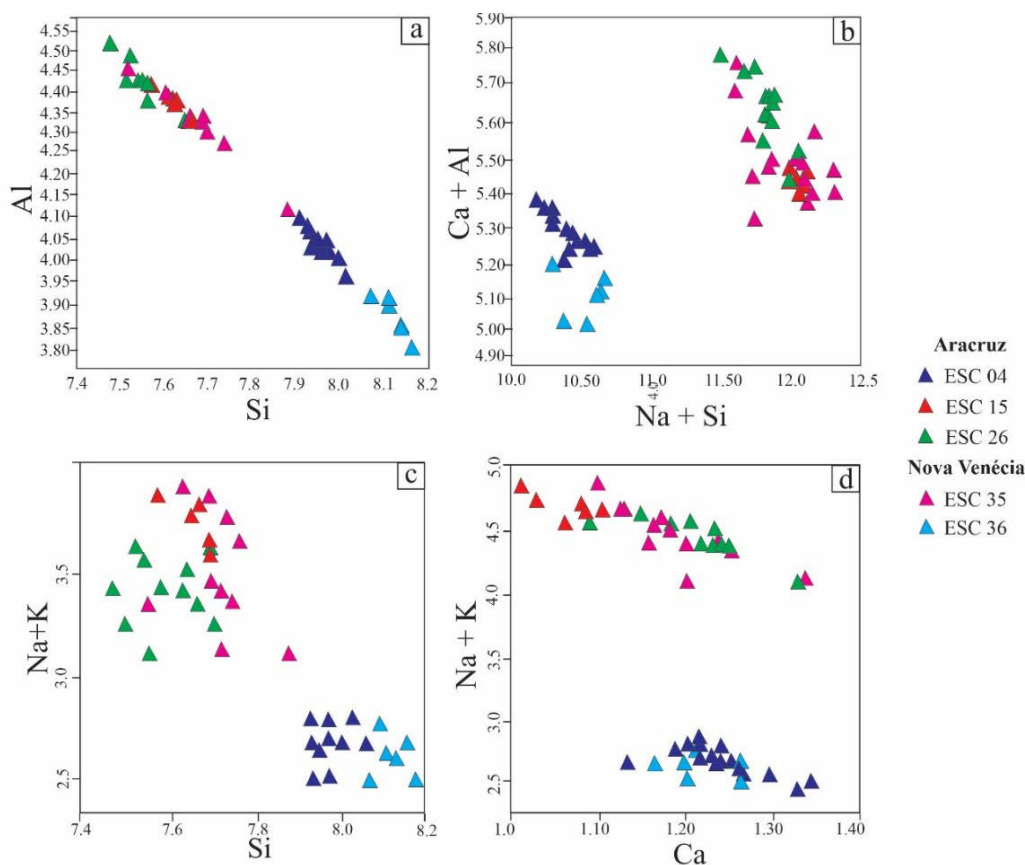 a
4.55
4.50
4.45
4.40
4.35
4.30
4.25
4.20
4.15
4.10
4.05
4.00
3.95
3.90
3.85
3.80
Al
7.4 7.5 7.6 7.7 7.9 8.0 8.1 8.2
Si
b
5.90
5.80
5.70
5.60
5.50
5.40
5.30
5.20
5.10
5.00
4.90
Ca + Al
10.0 10.50 11.0 11.50 12.0 12.5
4.0
Na + Si
Aracruz
ESC 04
ESC 15
ESC 26
Nova Venécia
ESC 35
ESC 36
c
3.5
3.0
2.5
Na+K
7.4 7.6 7.8 8.0 8.2
Si
d
5.0
4.5
4.0
3.0
2.5
Na + K
1.0 1.10 1.20 1.30 1.40
Ca